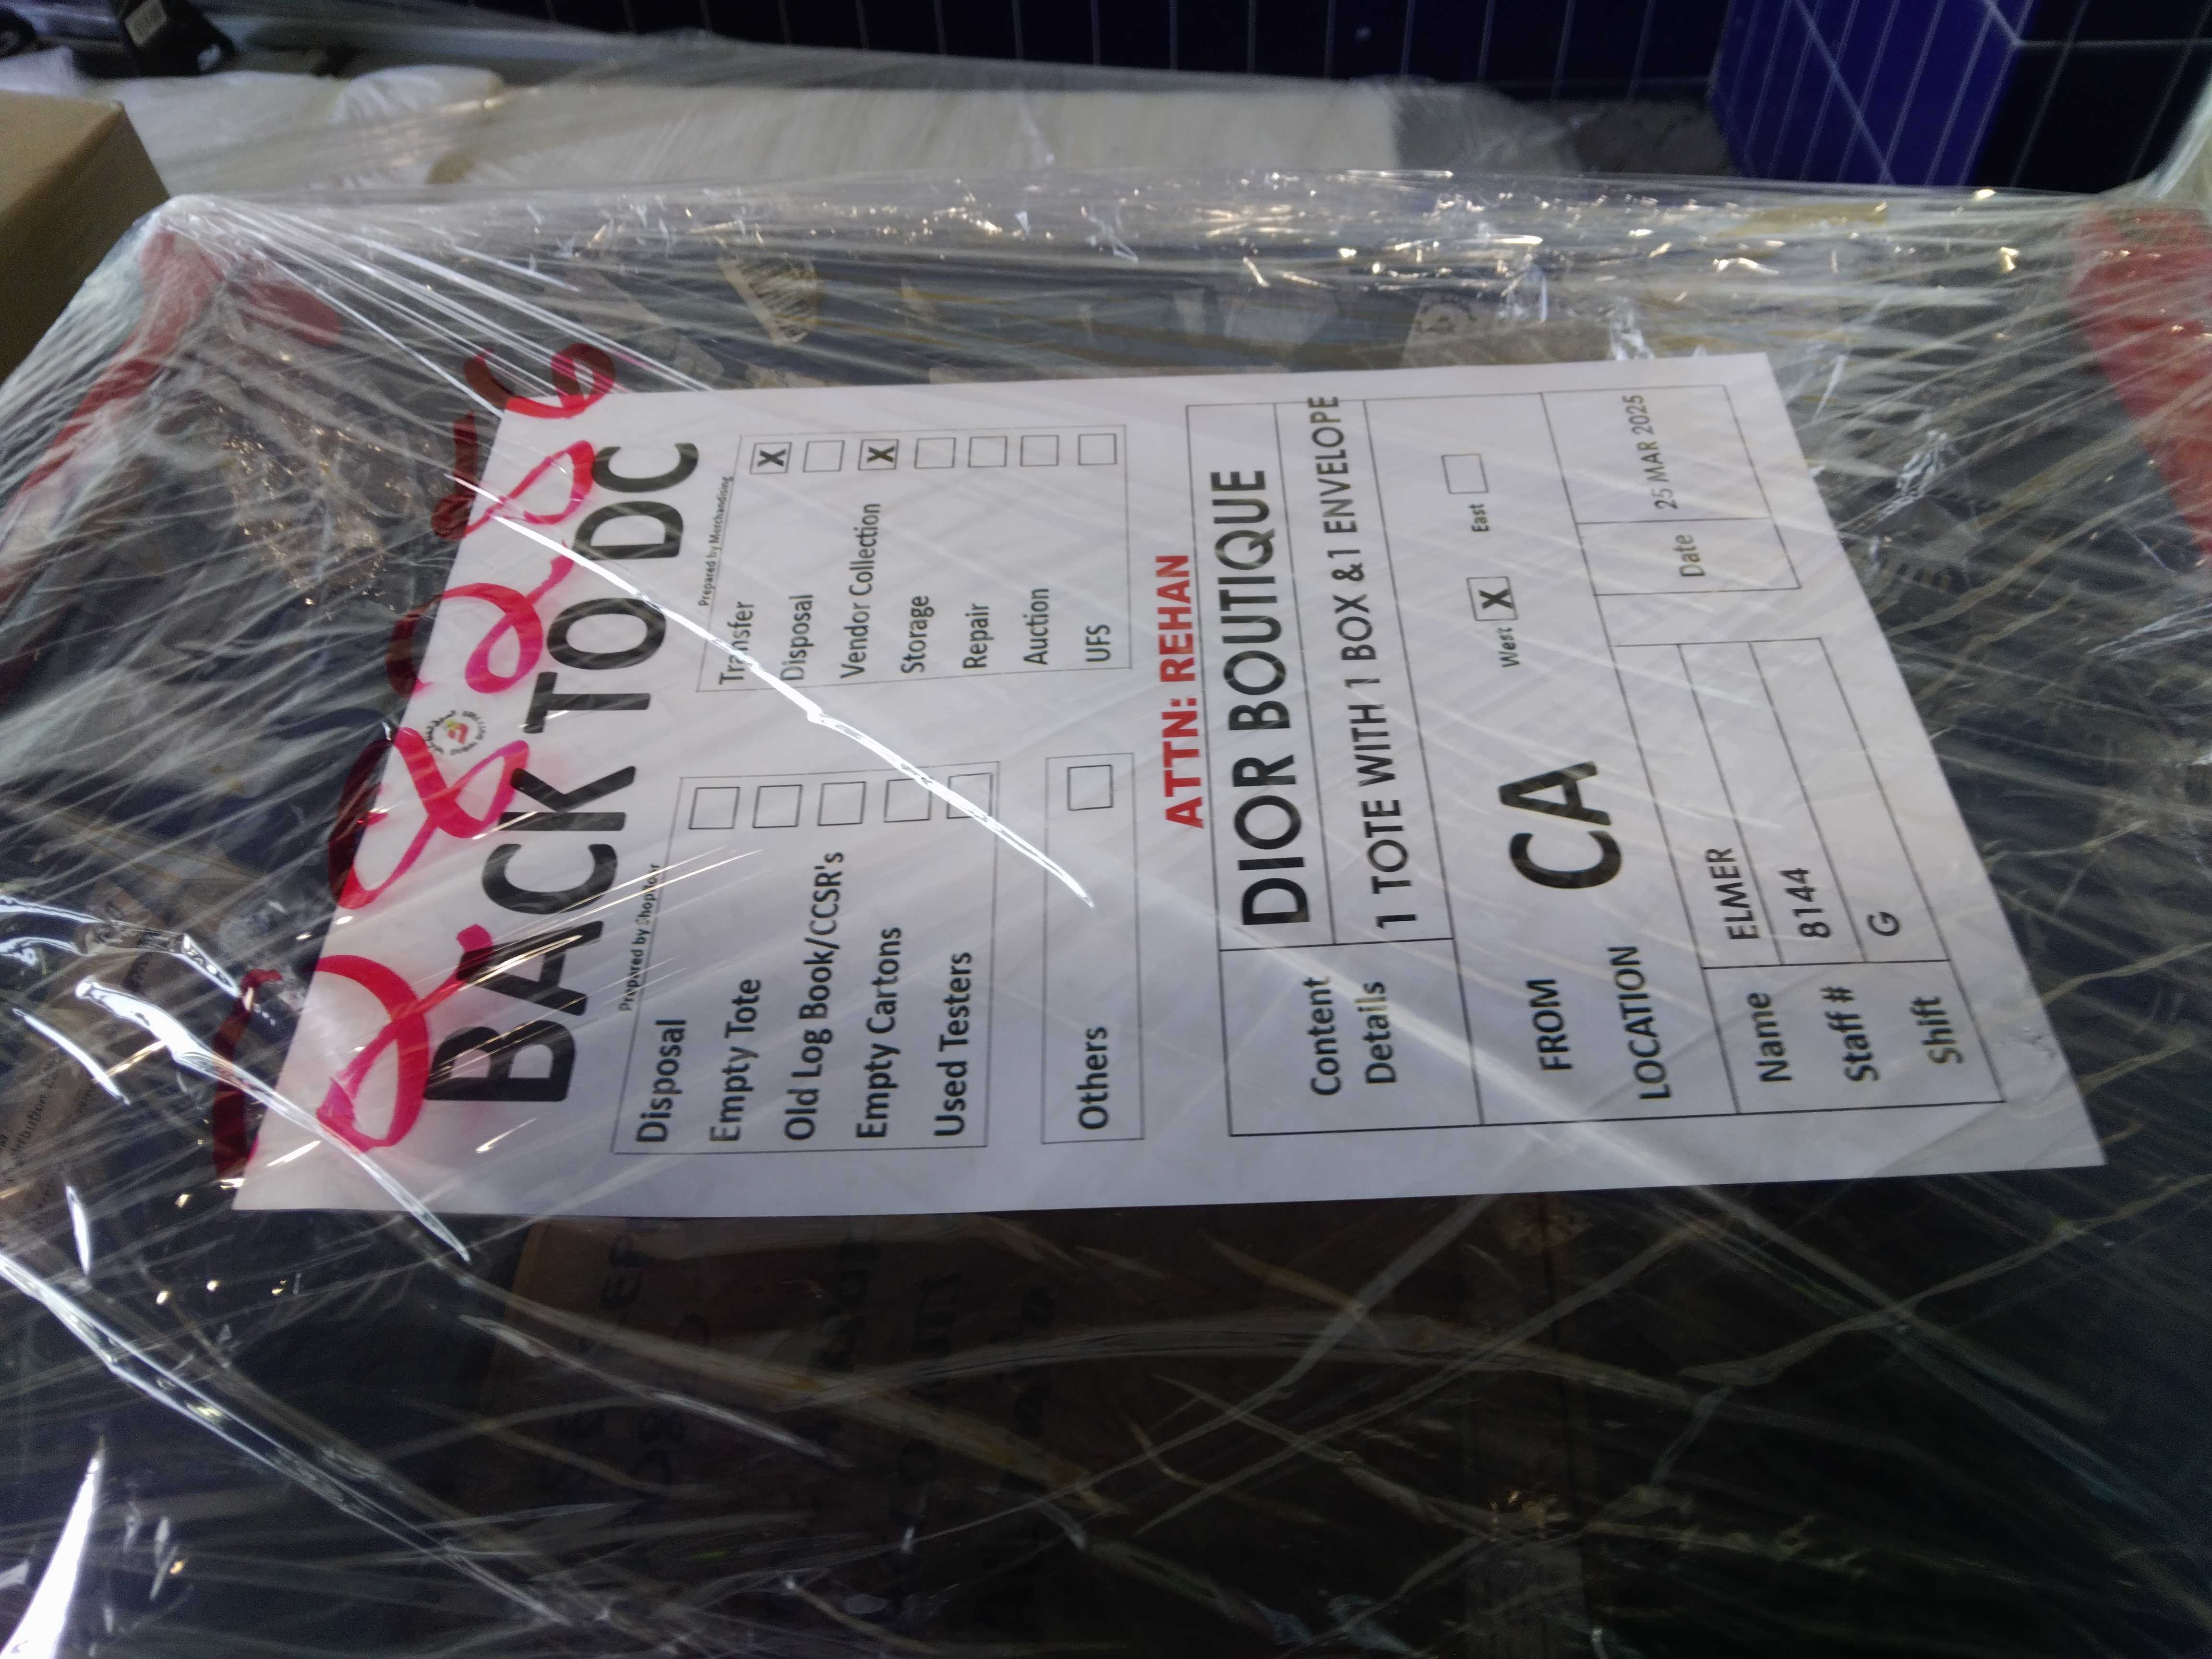 28286
BACK TO DC
Prepared by Shopfloor
Disposal
Empty Tote
Old Log Book/CCSR's
Empty Cartons
Used Testers
Others
Prepared by Merchandising
Transfer X
Disposal
Vendor Collection X
Storage
Repair
Auction
UFS
ATTN: REHAN
Content Details
DIOR BOUTIQUE
1 TOTE WITH 1 BOX & 1 ENVELOPE
FROM
LOCATION
CA
West X East
Name ELMER
Date 25 MAR 2025
Staff # 8144
Shift G